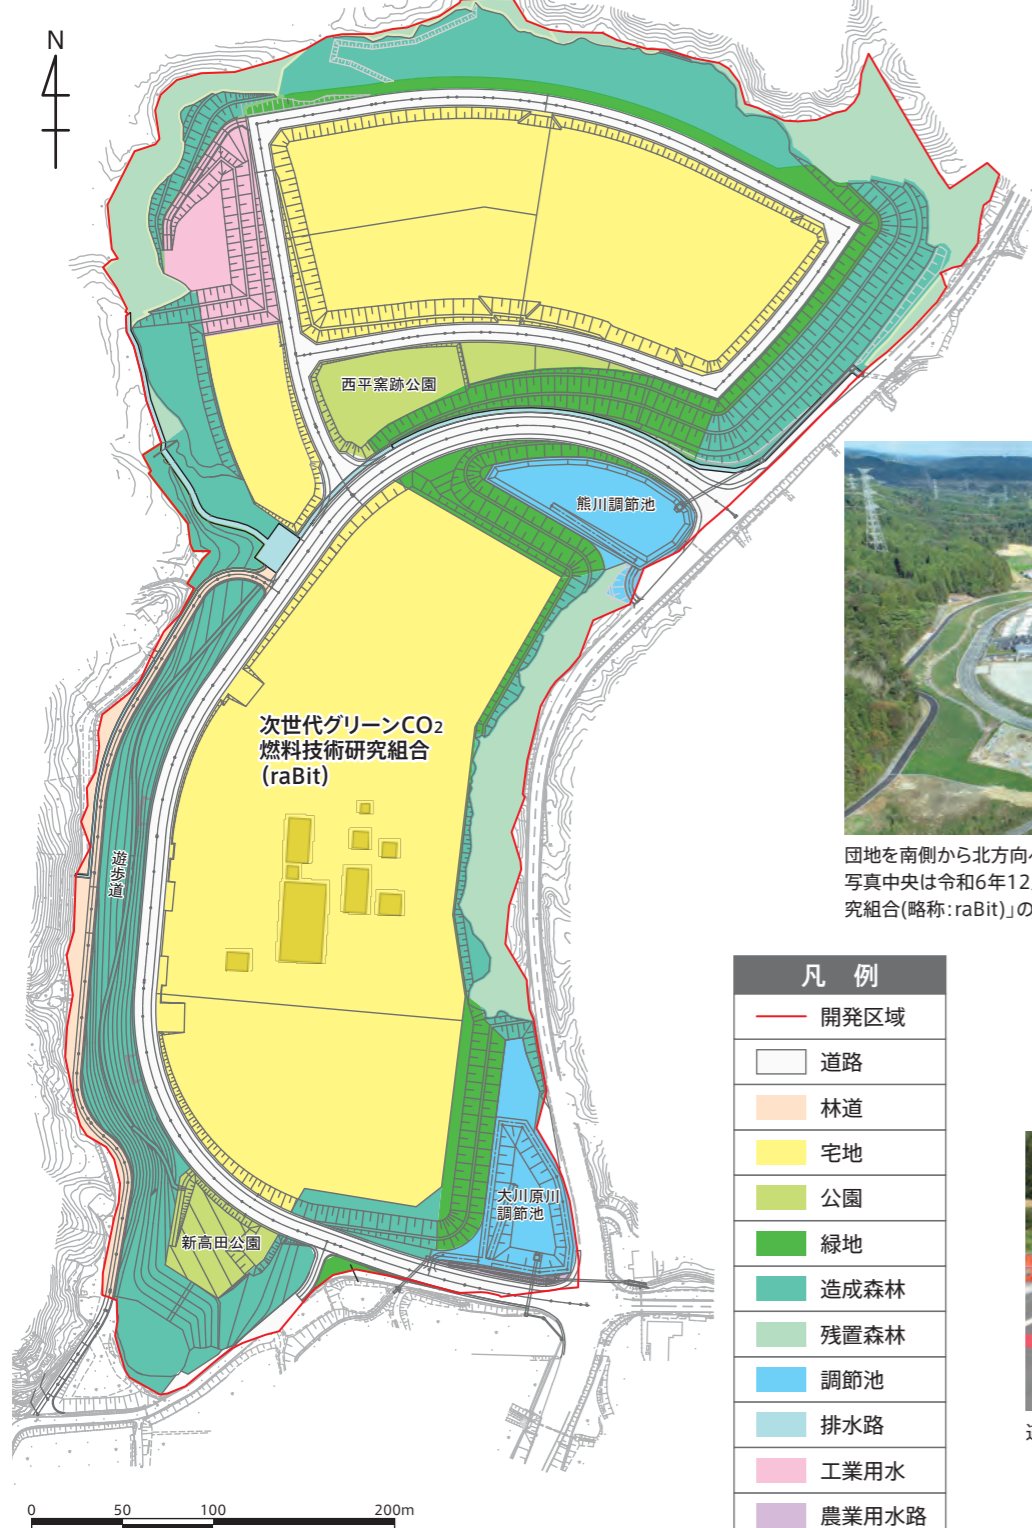 N
西平窯跡公園
熊川調節池
次世代グリーンCO2
燃料技術研究組合
(raBit)
遊歩道
大川原川
調節池
新高田公園
団地を南側から北方向
写真中央は令和6年12
究組合(略称:raBit)」の
凡 例
開発区域
道路
林道
宅地
公園
緑地
造成森林
残置森林
調節池
排水路
工業用水
農業用水路
0 50 100 200m